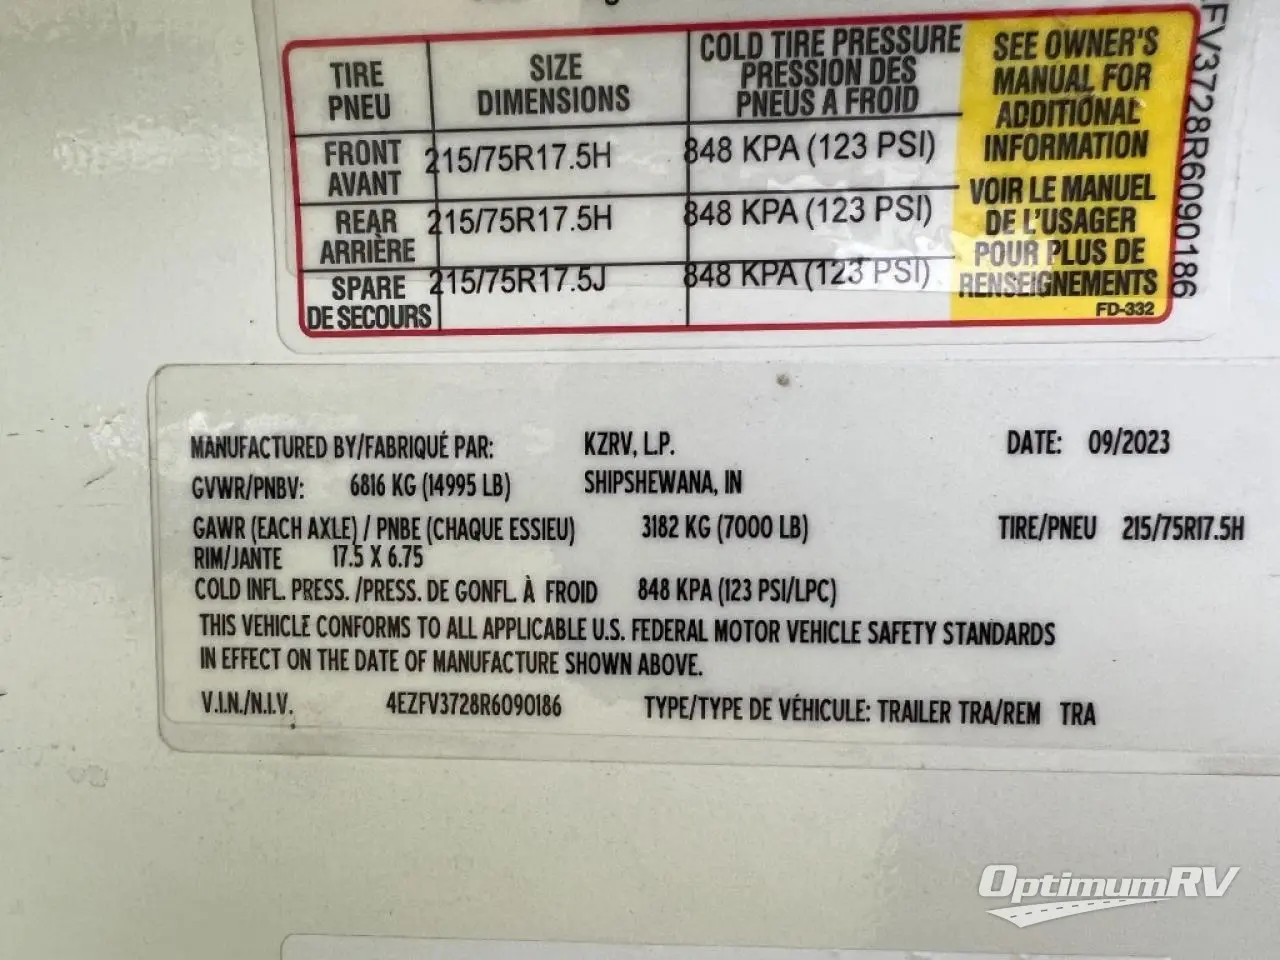 TIRE PNEU
SIZE DIMENSIONS
COLD TIRE PRESSURE PRESSION DES PNEUS A FROID
FRONT AVANT 215/75R17.5H 848 KPA (123 PSI)
REAR ARRIÈRE 215/75R17.5H 848 KPA (123 PSI)
SPARE DE SECOURS 215/75R17.5J 848 KPA (123 PSI)
SEE OWNER'S
MANUAL FOR
ADDITIONAL
INFORMATION
VOIR LE MANUEL
DE L'USAGER
POUR PLUS DE
RENSEIGNEMENTS
FD-332
FV3728R6090186
MANUFACTURED BY/FABRIQUÉ PAR: KZRV, L.P. DATE: 09/2023
GVWR/PNBV: 6816 KG (14995 LB) SHIPSHEWANA, IN
GAWR (EACH AXLE) / PNBE (CHAQUE ESSIEU) 3182 KG (7000 LB) TIRE/PNEU 215/75R17.5H
RIM/JANTE 17.5 X 6.75
COLD INFL. PRESS. /PRESS. DE GONFL. À FROID 848 KPA (123 PSI/LPC)
THIS VEHICLE CONFORMS TO ALL APPLICABLE U.S. FEDERAL MOTOR VEHICLE SAFETY STANDARDS
IN EFFECT ON THE DATE OF MANUFACTURE SHOWN ABOVE.
V.I.N./N.I.V. 4EZFV3728R6090186 TYPE/TYPE DE VÉHICULE: TRAILER TRA/REM TRA
OptimumRV